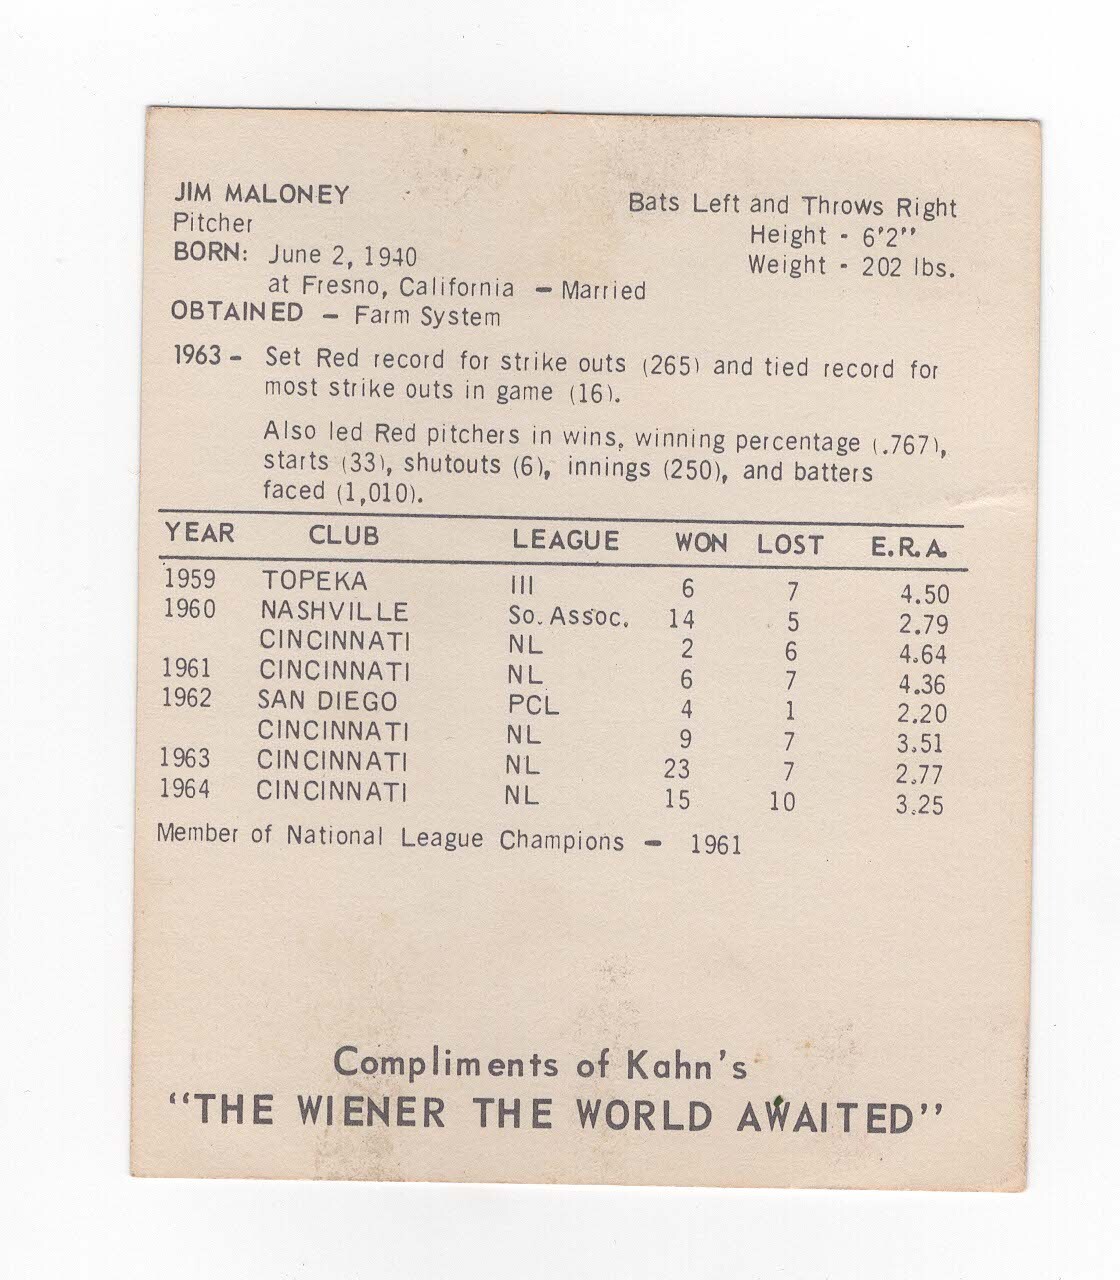 JIM MALONEY
Pitcher
BORN: June 2, 1940
at Fresno, California — Married
OBTAINED — Farm System
Bats Left and Throws Right
Height - 6'2"
Weight - 202 lbs.
1963 - Set Red record for strike outs (265) and tied record for
most strike outs in game (16).
Also led Red pitchers in wins, winning percentage (.767),
starts (33), shutouts (6), innings (250), and batters
faced (1,010).
YEAR CLUB LEAGUE WON LOST E.R.A.
1959 TOPEKA III 6 7 4.50
1960 NASHVILLE So. Assoc. 14 5 2.79
CINCINNATI NL 2 6 4.64
1961 CINCINNATI NL 6 7 4.36
1962 SAN DIEGO PCL 4 1 2.20
CINCINNATI NL 9 7 3.51
1963 CINCINNATI NL 23 7 2.77
1964 CINCINNATI NL 15 10 3.25
Member of National League Champions — 1961
Compliments of Kahn's
"THE WIENER THE WORLD AWAITED"